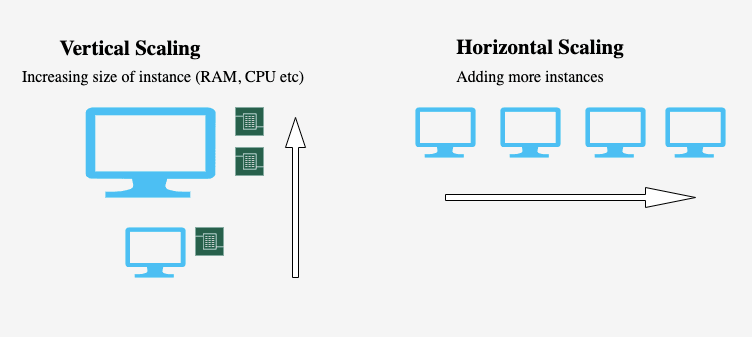 Vertical Scaling
Increasing size of instance (RAM, CPU etc)
Horizontal Scaling
Adding more instances